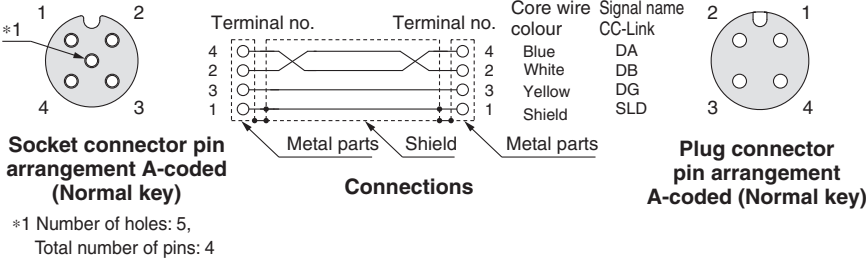 1 2
*1
4 3
Socket connector pin
arrangement A-coded
(Normal key)
*1 Number of holes: 5,
Total number of pins: 4
Terminal no. Terminal no. Core wire colour Signal name CC-Link
4 4 Blue DA
2 2 White DB
3 3 Yellow DG
1 1 Shield SLD
Metal parts Shield Metal parts
Connections
2 1
3 4
Plug connector
pin arrangement
A-coded (Normal key)